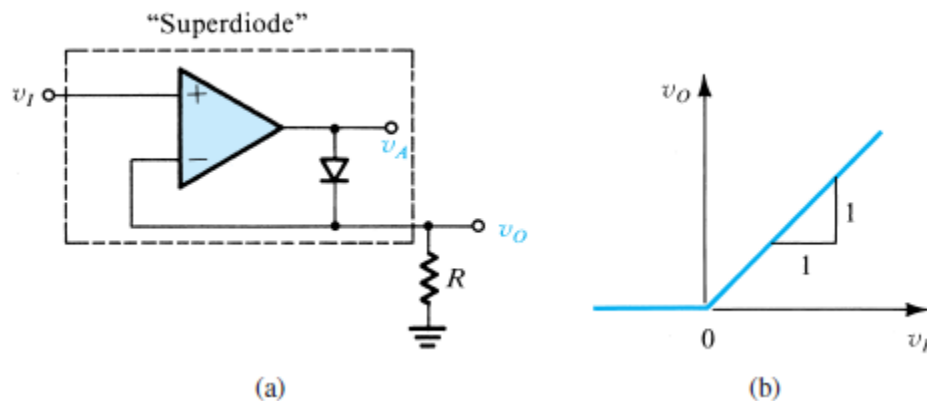 “Superdiode”
v_I
+
−
v_A
v_O
R
(a)
v_O
1
1
0
v_I
(b)